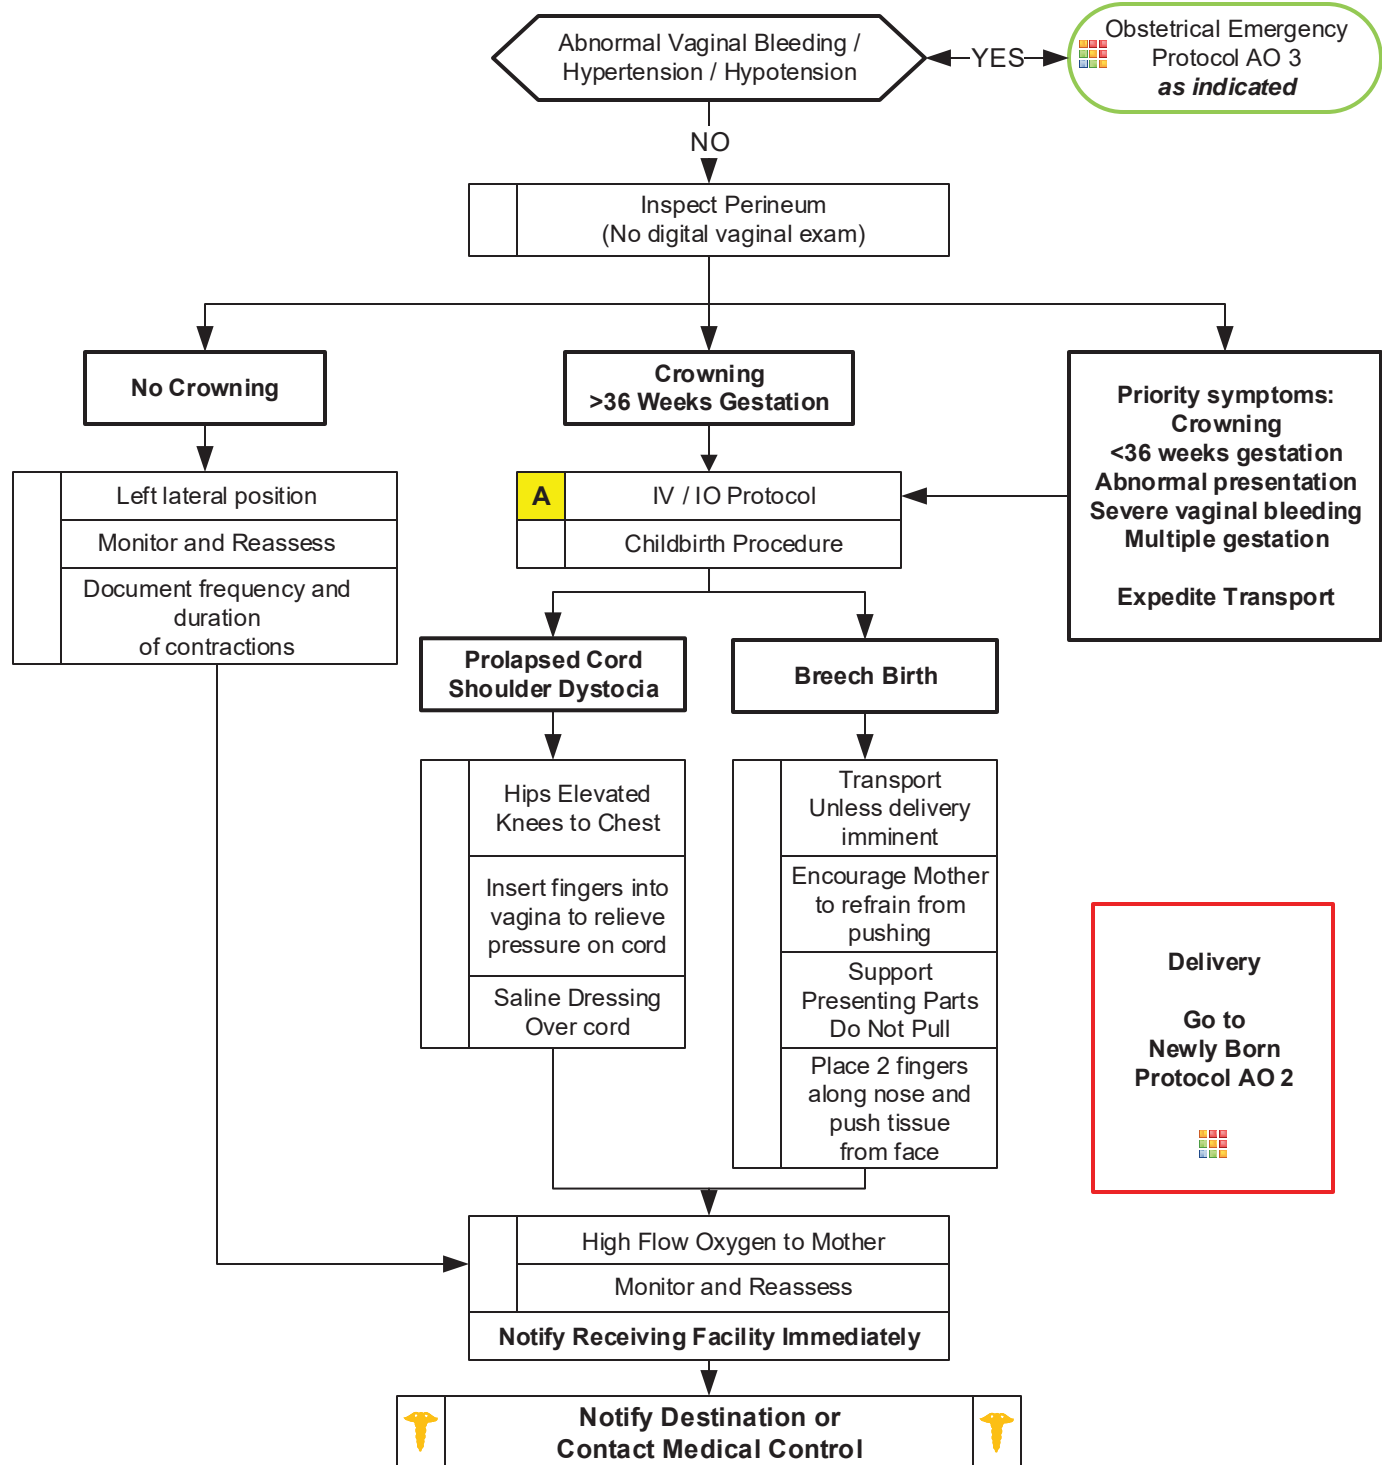 Abnormal Vaginal Bleeding /
Hypertension / Hypotension
YES
Obstetrical Emergency
Protocol AO 3
as indicated
NO
Inspect Perineum
(No digital vaginal exam)
No Crowning
Crowning
>36 Weeks Gestation
Priority symptoms:
Crowning
<36 weeks gestation
Abnormal presentation
Severe vaginal bleeding
Multiple gestation
Expedite Transport
Left lateral position
Monitor and Reassess
Document frequency and
duration
of contractions
A
IV / IO Protocol
Childbirth Procedure
Prolapsed Cord
Shoulder Dystocia
Breech Birth
Hips Elevated
Knees to Chest
Insert fingers into
vagina to relieve
pressure on cord
Saline Dressing
Over cord
Transport
Unless delivery
imminent
Encourage Mother
to refrain from
pushing
Support
Presenting Parts
Do Not Pull
Place 2 fingers
along nose and
push tissue
from face
Delivery
Go to
Newly Born
Protocol AO 2
High Flow Oxygen to Mother
Monitor and Reassess
Notify Receiving Facility Immediately
Notify Destination or
Contact Medical Control